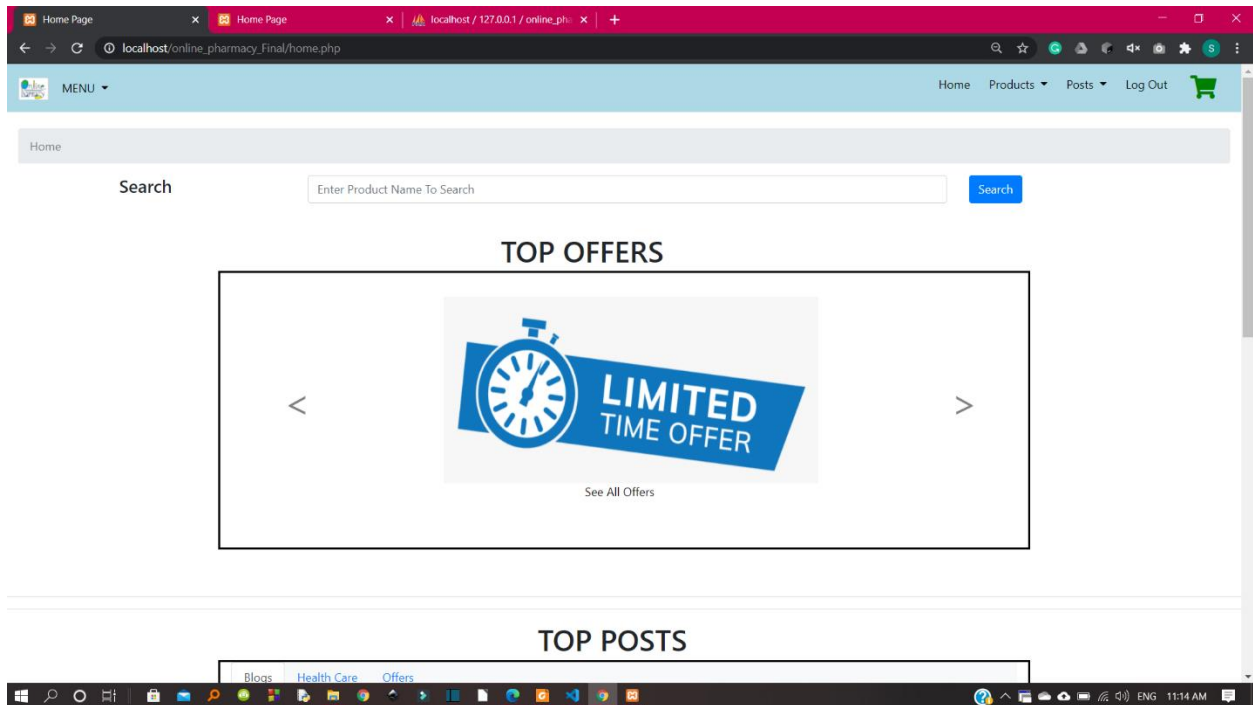 Home Page
Home Page
localhost / 127.0.0.1 / online_pha
localhost/online_pharmacy_Final/home.php
S
MENU
Home Products Posts Log Out
Home
Search
Enter Product Name To Search
Search
TOP OFFERS
<
LIMITED
TIME OFFER
>
See All Offers
TOP POSTS
Blogs Health Care Offers
ENG 11:14 AM